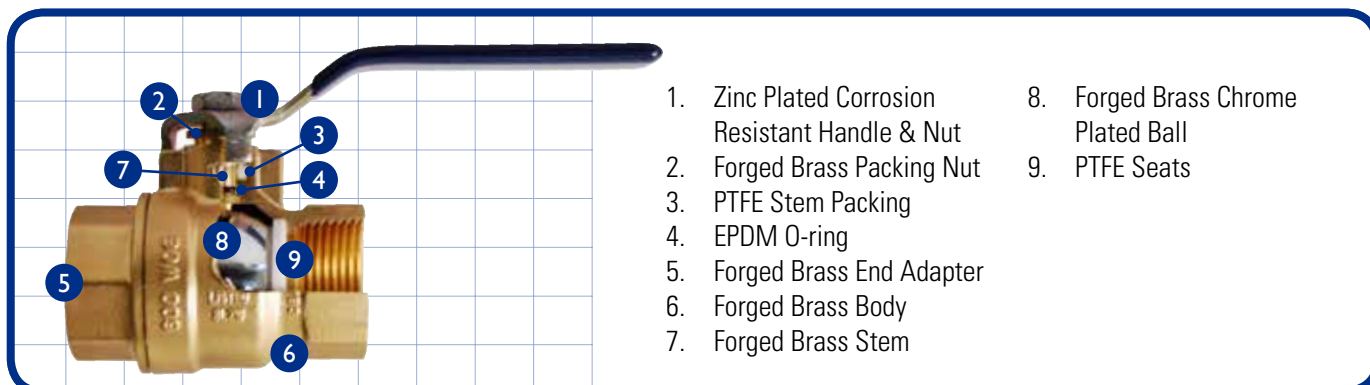 1
2
3
7
4
8
9
5
6
600 WOG
1. Zinc Plated Corrosion
Resistant Handle & Nut
2. Forged Brass Packing Nut
3. PTFE Stem Packing
4. EPDM O-ring
5. Forged Brass End Adapter
6. Forged Brass Body
7. Forged Brass Stem
8. Forged Brass Chrome
Plated Ball
9. PTFE Seats